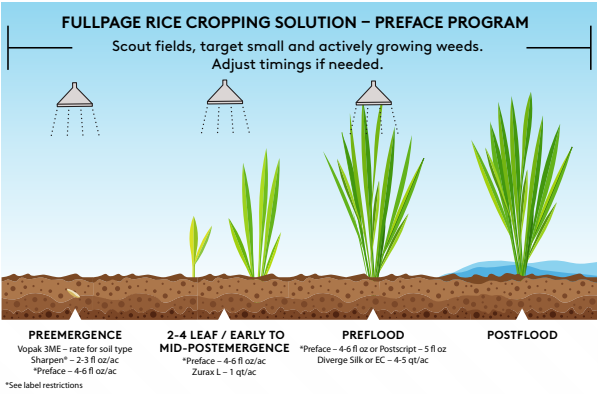 FULLPAGE RICE CROPPING SOLUTION – PREFACE PROGRAM
Scout fields, target small and actively growing weeds.
Adjust timings if needed.
PREEMERGENCE
Vopak 3ME – rate for soil type
Sharpen® – 2-3 fl oz/ac
*Preface – 4-6 fl oz/ac
2-4 LEAF / EARLY TO
MID-POSTEMERGENCE
*Preface – 4-6 fl oz/ac
Zurax L – 1 qt/ac
PREFLOOD
*Preface – 4-6 fl oz or Postscript – 5 fl oz
Diverge Silk or EC – 4-5 qt/ac
POSTFLOOD
*See label restrictions